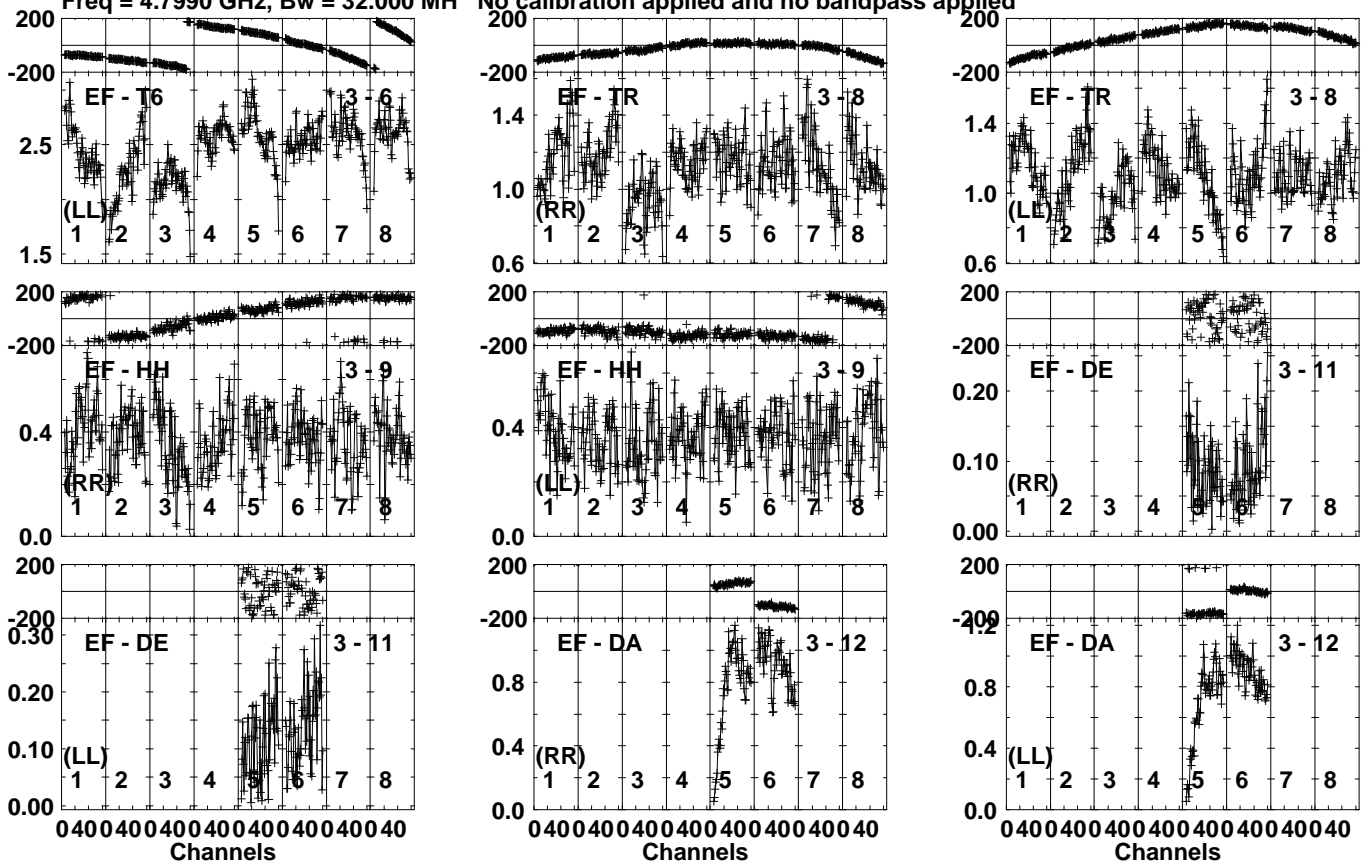 Freq = 4.7990 GHz, Bw = 32.000 MH No calibration applied and no bandpass applied
200 200 200
-200 -200 -200
EF - T6 3 - 6 EF - TR 3 - 8 EF - TR 3 - 8
2.5 1.4 1.4
1.0 1.0
(LL) (RR) (LL)
1 2 3 4 5 6 7 8 1 2 3 4 5 6 7 8 1 2 3 4 5 6 7 8
1.5 0.6 0.6
200 200 200
-200 -200 -200
EF - HH 3 - 9 EF - HH 3 - 9 EF - DE 3 - 11
0.20
0.4 0.4
0.10
(RR) (LL) (RR)
1 2 3 4 5 6 7 8 1 2 3 4 5 6 7 8 1 2 3 4 5 6 7 8
0.0 0.0 0.00
200 200 200
-200 -200 -200
0.30 1.2
EF - DE 3 - 11 EF - DA 3 - 12 EF - DA 3 - 12
0.20 0.8 0.8
0.10 0.4 0.4
(LL) (RR) (LL)
1 2 3 4 5 6 7 8 1 2 3 4 5 6 7 8 1 2 3 4 5 6 7 8
0.00 0.0 0.0
0 40 0 40 0 40 0 40 0 40 0 40 0 40 0 40 0 40 0 40 0 40 0 40 0 40 0 40 0 40 0 40 0 40 0 40 0 40 0 40 0 40 0 40 0 40 0 40
Channels Channels Channels